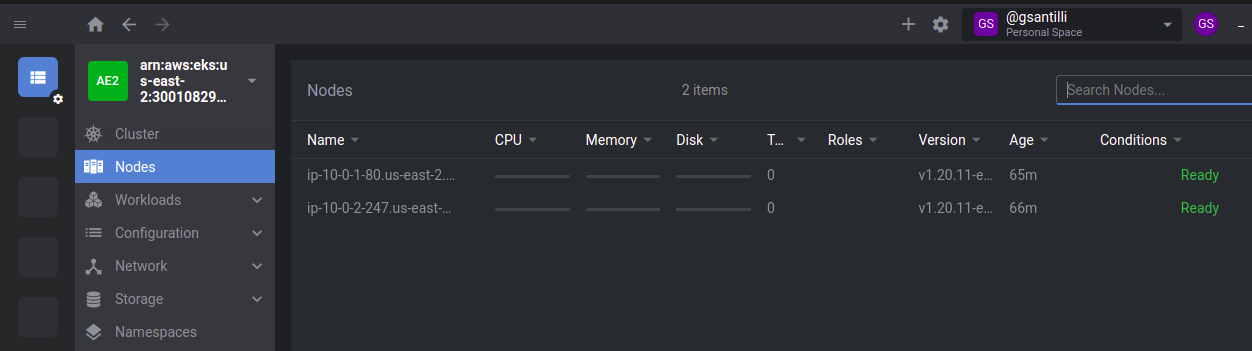 GS @gsantilli GS
Personal Space
AE2
arn:aws:eks:u
s-east-
2:30010829...
Cluster
Nodes
Workloads
Configuration
Network
Storage
Namespaces
Nodes 2 items Search Nodes...
Name CPU Memory Disk T... Roles Version Age Conditions
ip-10-0-1-80.us-east-2.... 0 v1.20.11-e... 65m Ready
ip-10-0-2-247.us-east-... 0 v1.20.11-e... 66m Ready